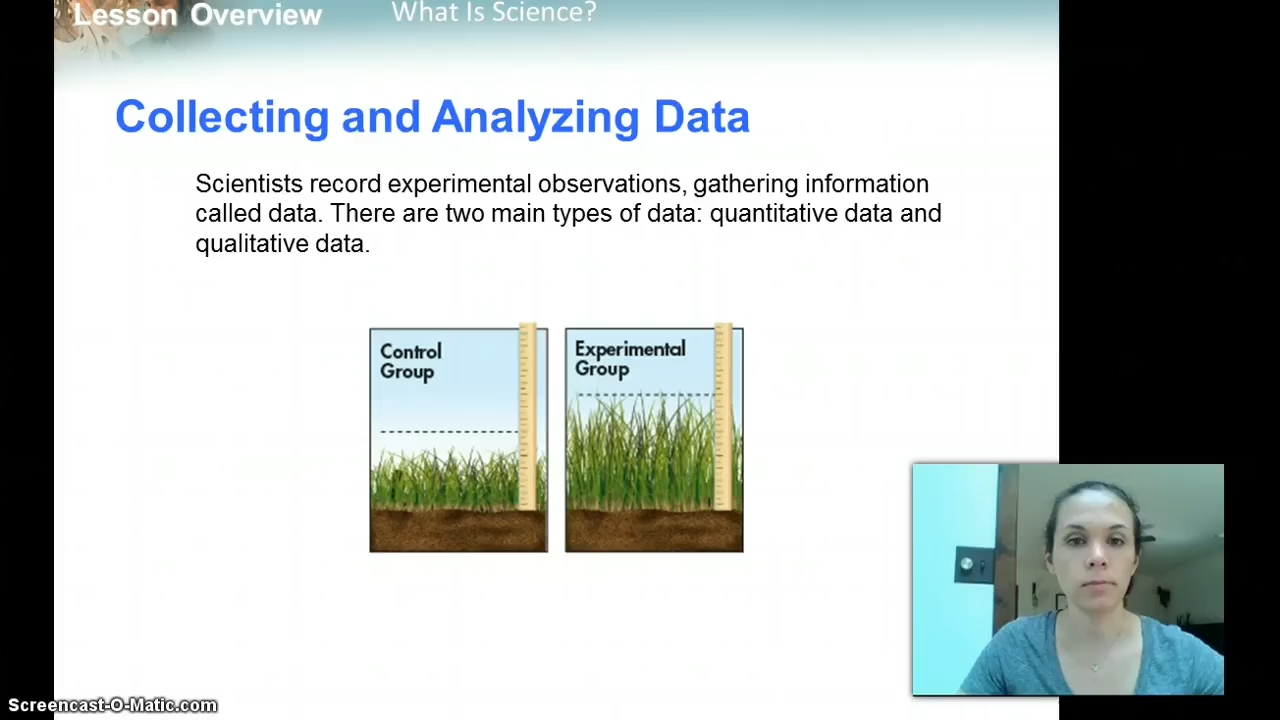 Lesson Overview
What Is Science?
Collecting and Analyzing Data
Scientists record experimental observations, gathering information
called data. There are two main types of data: quantitative data and
qualitative data.
Control
Group
Experimental
Group
Screencast-O-Matic.com